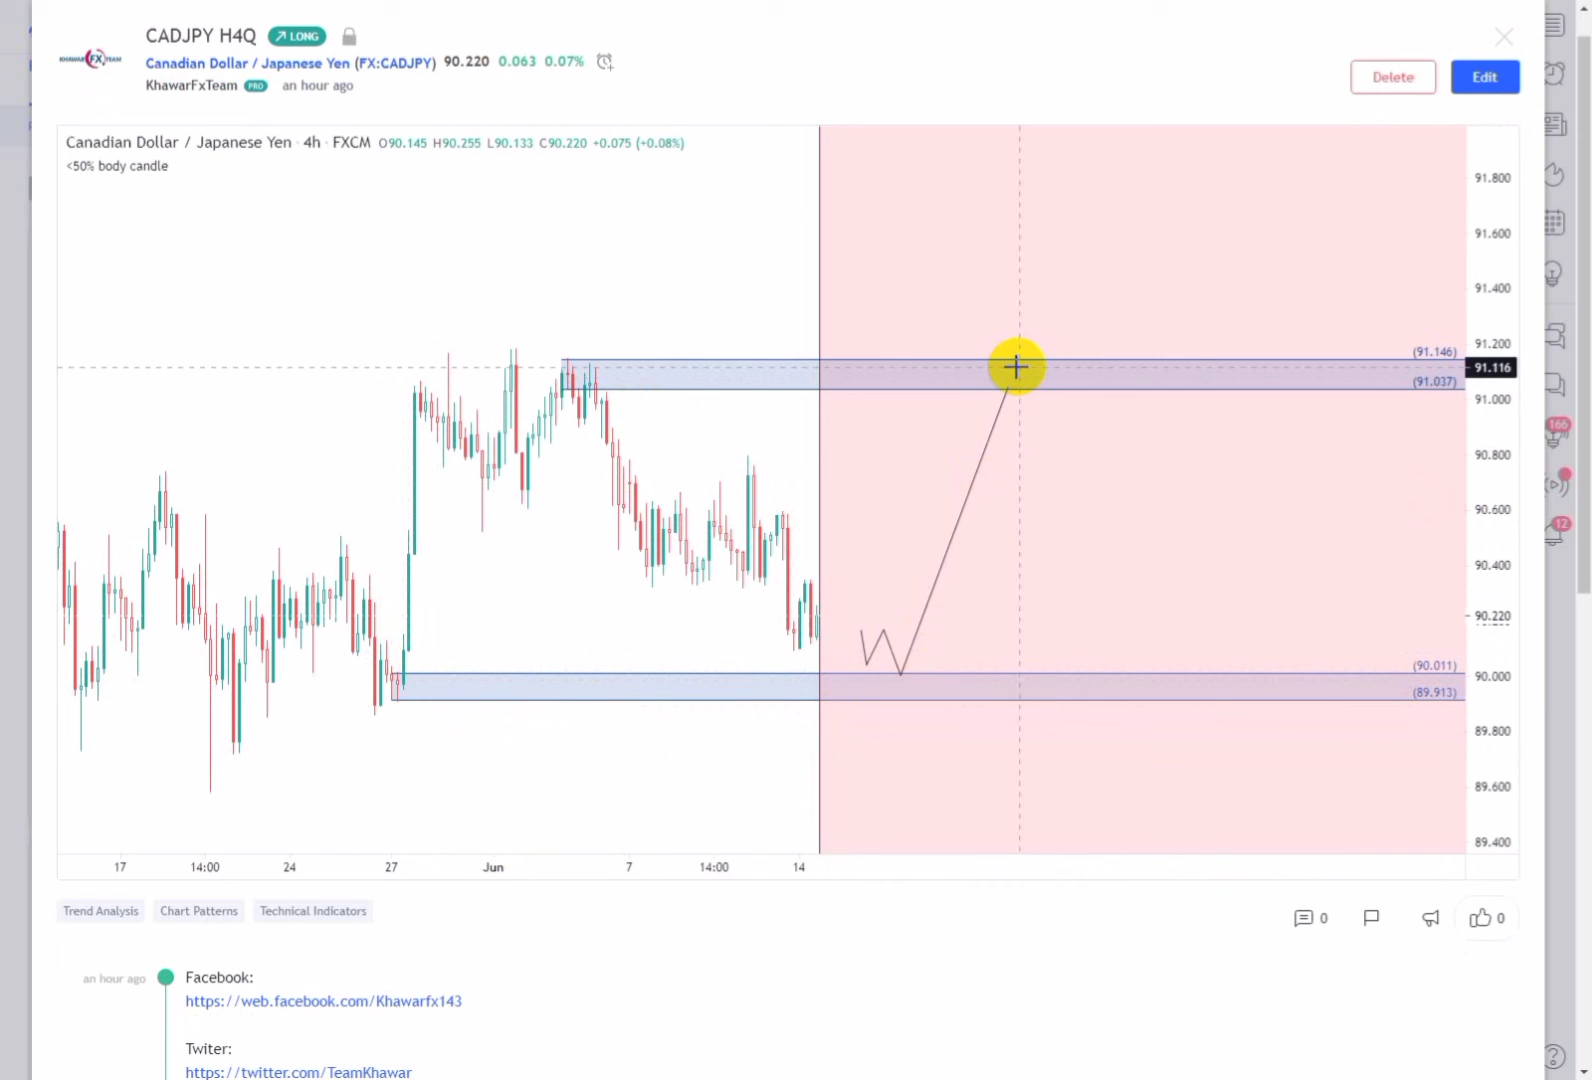 CADJPY H4Q LONG
KHAWAR FX TEAM
Canadian Dollar / Japanese Yen (FX:CADJPY) 90.220 0.063 0.07%
KhawarFxTeam PRO an hour ago
Delete Edit
Canadian Dollar / Japanese Yen · 4h · FXCM O90.145 H90.255 L90.133 C90.220 +0.075 (+0.08%)
<50% body candle
91.800
91.600
91.400
91.200
(91.146)
91.116
(91.037)
91.000
90.800
90.600
90.400
90.220
(90.011)
90.000
(89.913)
89.800
89.600
89.400
17 14:00 24 27 Jun 7 14:00 14
166
12
Trend Analysis Chart Patterns Technical Indicators
0 0
an hour ago Facebook:
https://web.facebook.com/Khawarfx143
Twiter:
https://twitter.com/TeamKhawar